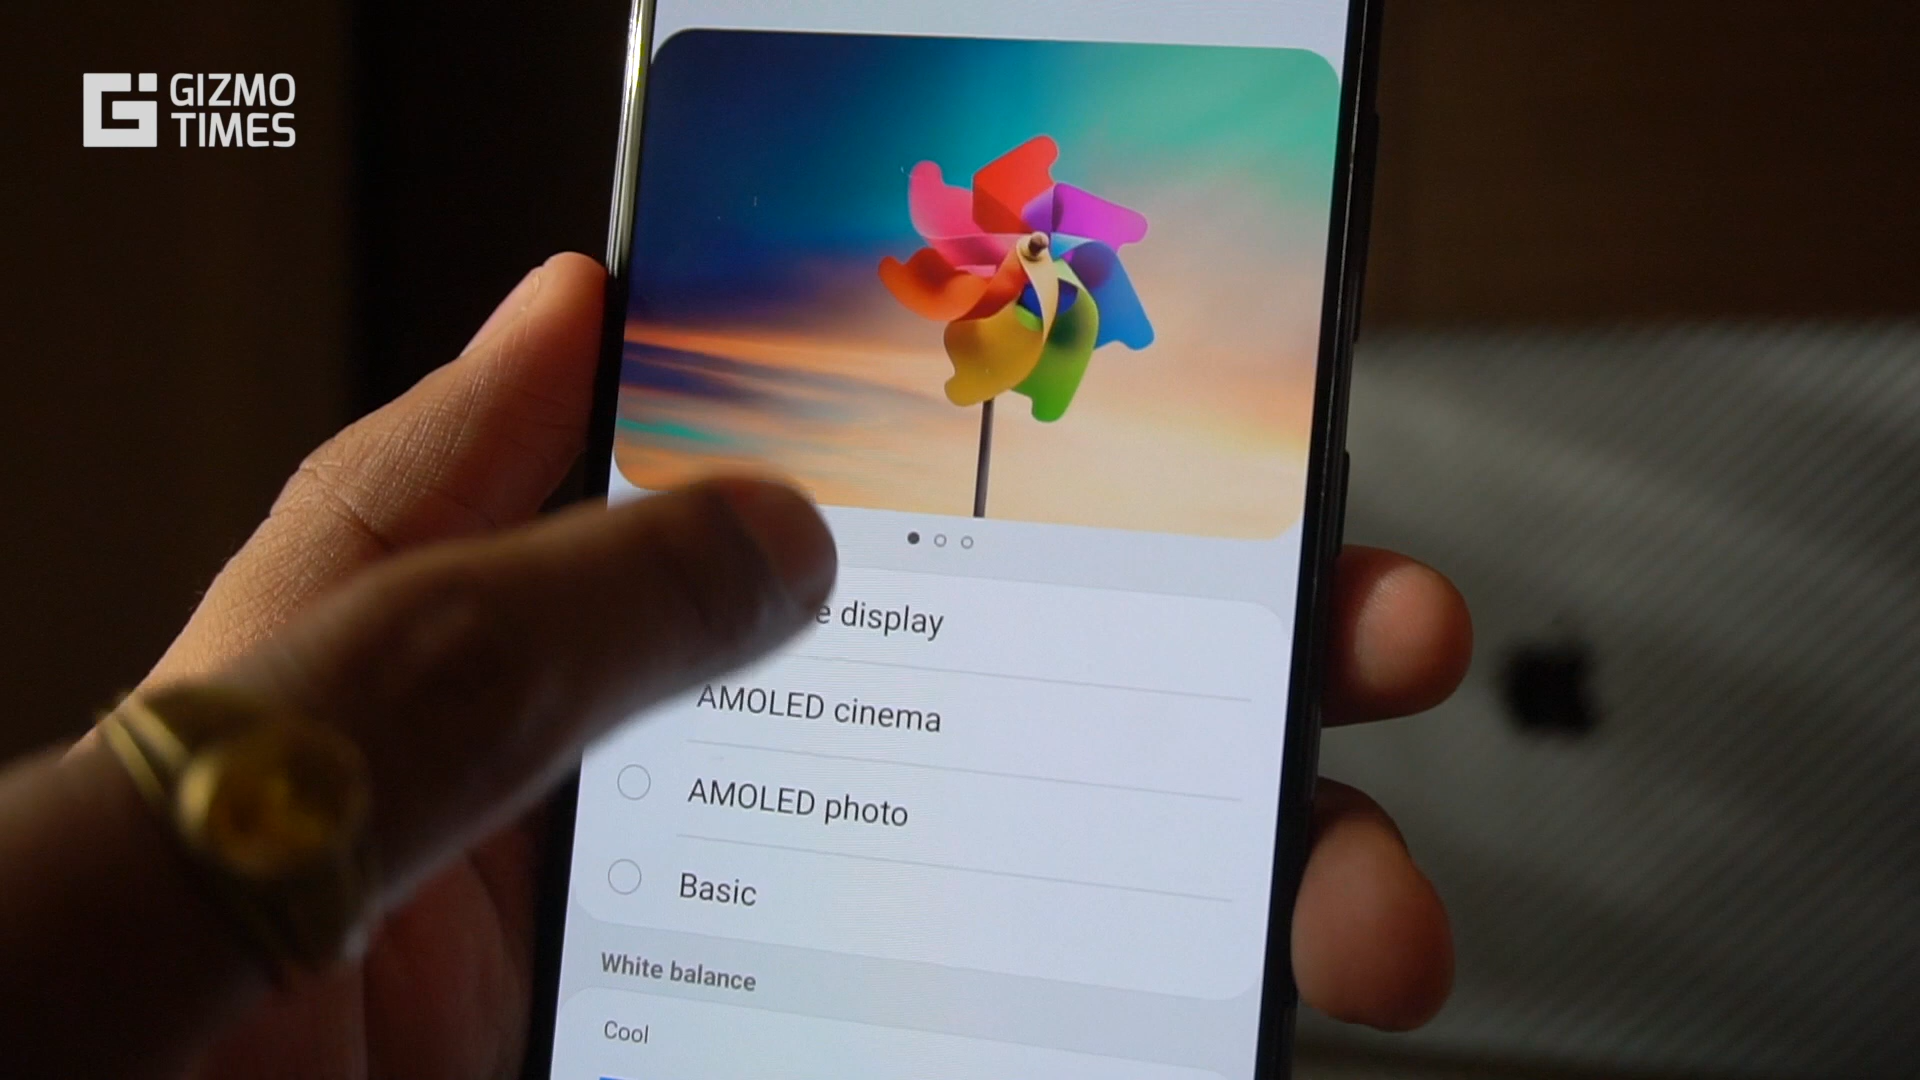 GIZMO
TIMES
e display
AMOLED cinema
AMOLED photo
Basic
White balance
Cool